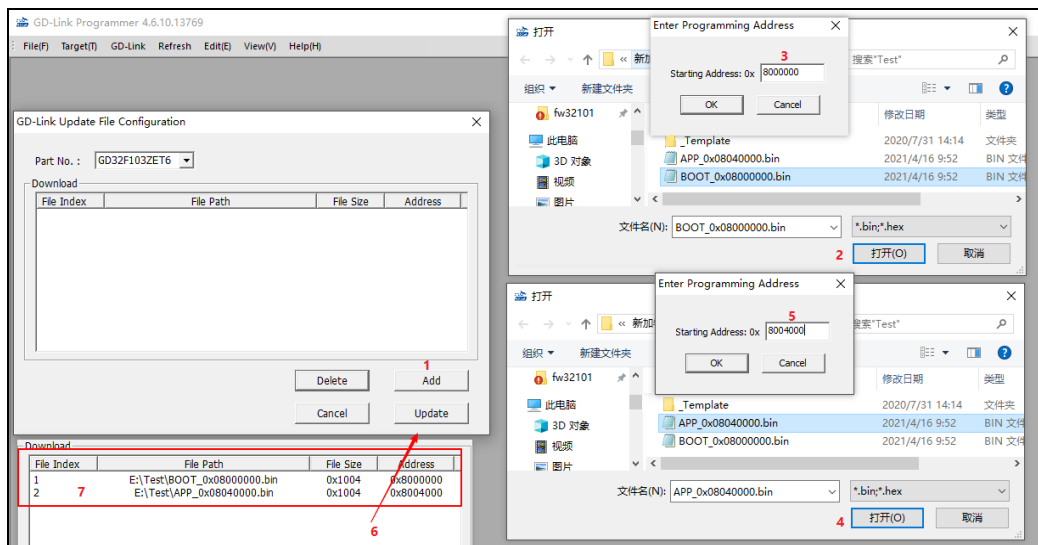 GD-Link Programmer 4.6.10.13769
File(F) Target(T) GD-Link Refresh Edit(E) View(V) Help(H)
GD-Link Update File Configuration
Part No. : GD32F103ZET6
Download
File Index File Path File Size Address
1
Delete Add
Cancel Update
Download
File Index File Path File Size Address
1 E:\Test\BOOT_0x08000000.bin 0x1004 0x8000000
2 E:\Test\APP_0x08040000.bin 0x1004 0x8004000
7
6
打开
« 新加
搜索"Test"
组织 新建文件夹
Enter Programming Address
3
Starting Address: 0x 8000000
OK Cancel
修改日期 类型
fw32101
此电脑
3D 对象
视频
图片
_Template 2020/7/31 14:14 文件夹
APP_0x08040000.bin 2021/4/16 9:52 BIN 文件
BOOT_0x08000000.bin 2021/4/16 9:52 BIN 文件
文件名(N): BOOT_0x08000000.bin *.bin;*.hex
2 打开(O) 取消
打开
« 新加
搜索"Test"
组织 新建文件夹
Enter Programming Address
5
Starting Address: 0x 8004000
OK Cancel
修改日期 类型
fw32101
此电脑
3D 对象
视频
图片
_Template 2020/7/31 14:14 文件夹
APP_0x08040000.bin 2021/4/16 9:52 BIN 文件
BOOT_0x08000000.bin 2021/4/16 9:52 BIN 文件
文件名(N): APP_0x08040000.bin *.bin;*.hex
4 打开(O) 取消